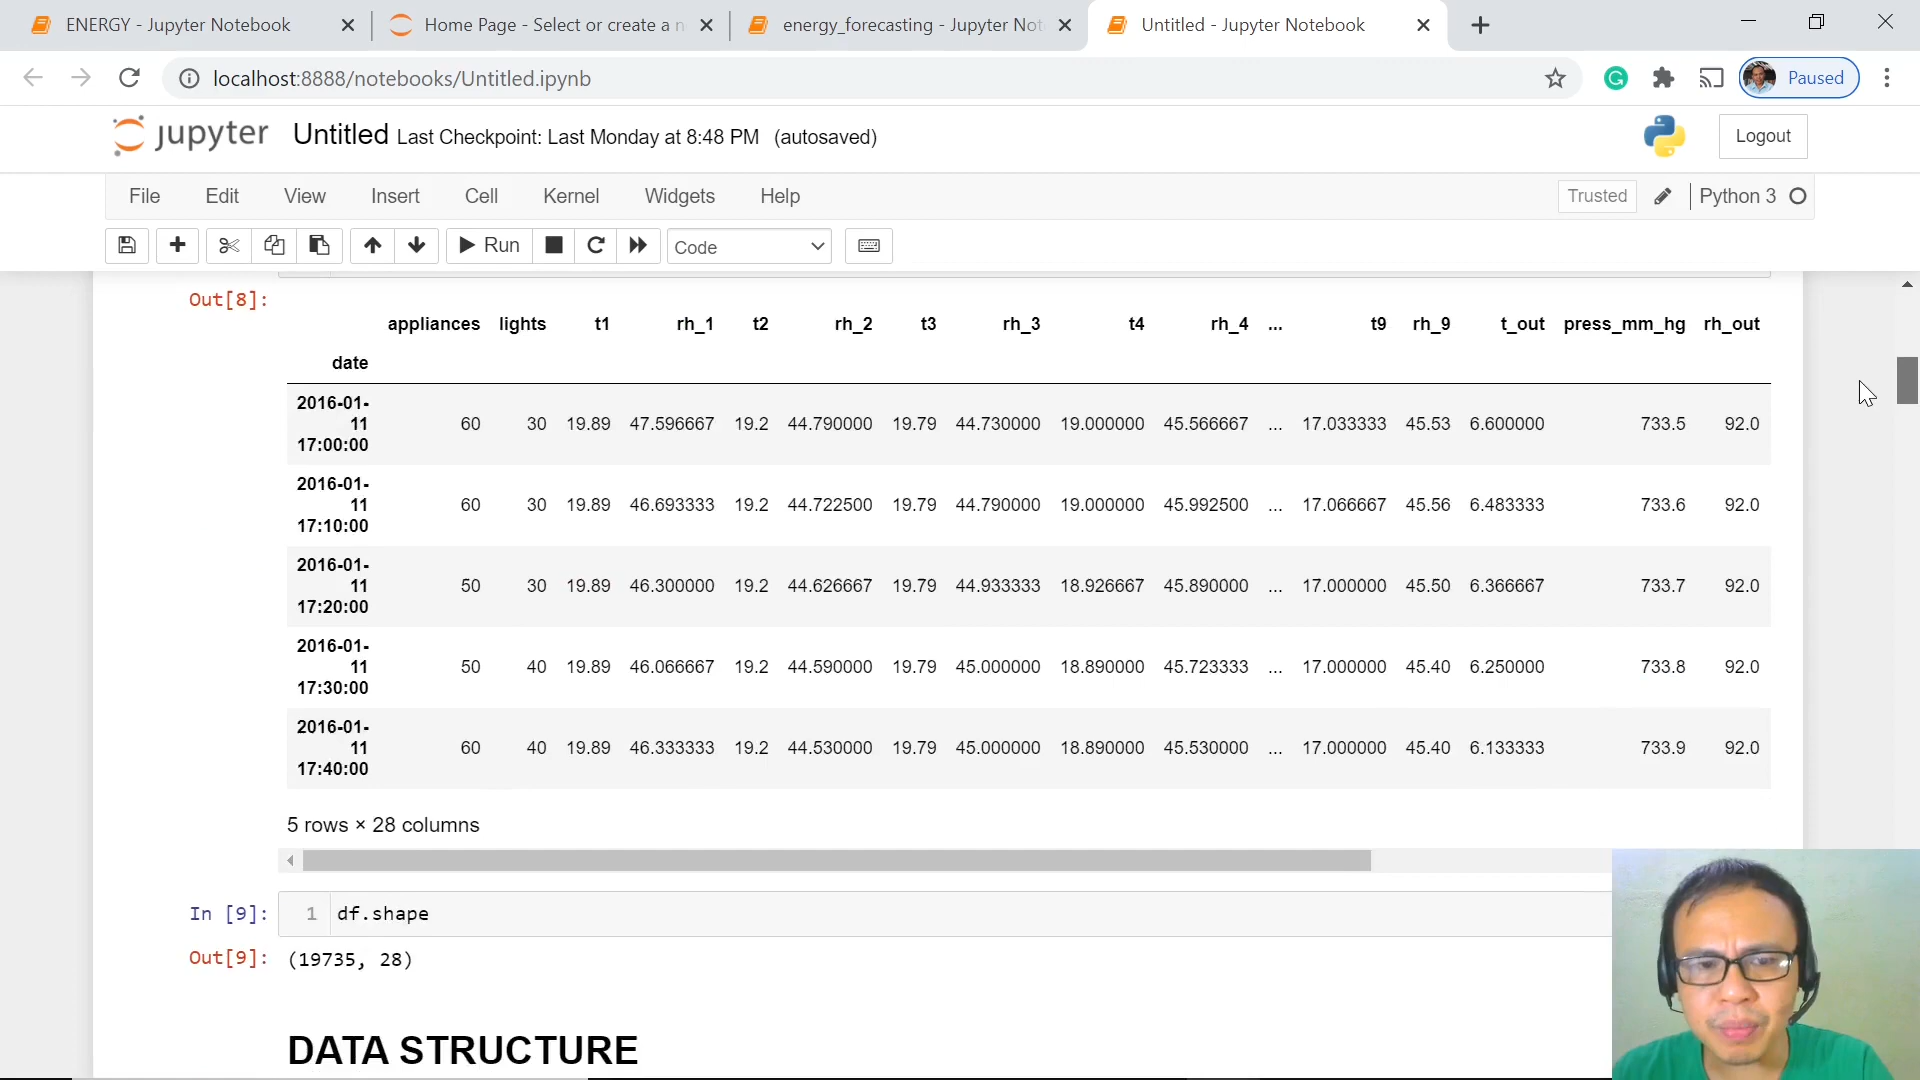 ENERGY - Jupyter Notebook
Home Page - Select or create a n
energy_forecasting - Jupyter Not
Untitled - Jupyter Notebook
localhost:8888/notebooks/Untitled.ipynb
Paused
jupyter Untitled Last Checkpoint: Last Monday at 8:48 PM (autosaved)
Logout
File Edit View Insert Cell Kernel Widgets Help
Trusted
Python 3
Run
Code
Out[8]:
appliances lights t1 rh_1 t2 rh_2 t3 rh_3 t4 rh_4 ... t9 rh_9 t_out press_mm_hg rh_out
date
2016-01-
11
17:00:00
60 30 19.89 47.596667 19.2 44.790000 19.79 44.730000 19.000000 45.566667 ... 17.033333 45.53 6.600000 733.5 92.0
2016-01-
11
17:10:00
60 30 19.89 46.693333 19.2 44.722500 19.79 44.790000 19.000000 45.992500 ... 17.066667 45.56 6.483333 733.6 92.0
2016-01-
11
17:20:00
50 30 19.89 46.300000 19.2 44.626667 19.79 44.933333 18.926667 45.890000 ... 17.000000 45.50 6.366667 733.7 92.0
2016-01-
11
17:30:00
50 40 19.89 46.066667 19.2 44.590000 19.79 45.000000 18.890000 45.723333 ... 17.000000 45.40 6.250000 733.8 92.0
2016-01-
11
17:40:00
60 40 19.89 46.333333 19.2 44.530000 19.79 45.000000 18.890000 45.530000 ... 17.000000 45.40 6.133333 733.9 92.0
5 rows × 28 columns
In [9]:
1 df.shape
Out[9]: (19735, 28)
DATA STRUCTURE